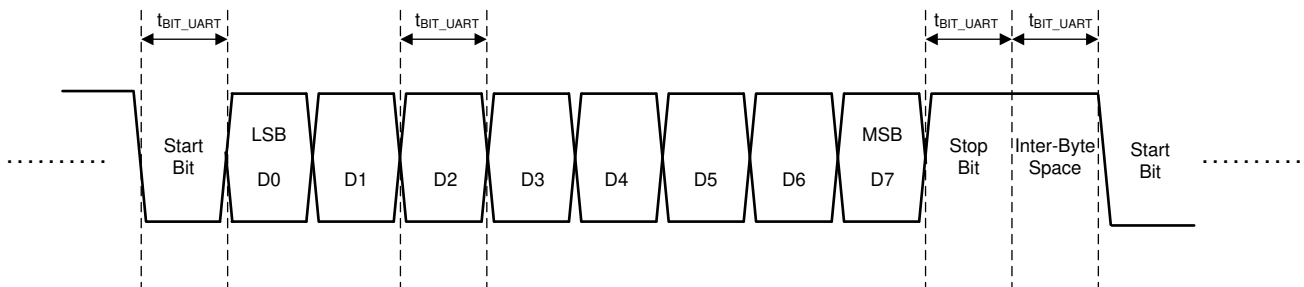 tBIT_UART tBIT_UART tBIT_UART tBIT_UART
LSB MSB
Start Bit D0 D1 D2 D3 D4 D5 D6 D7 Stop Bit Inter-Byte Space Start Bit